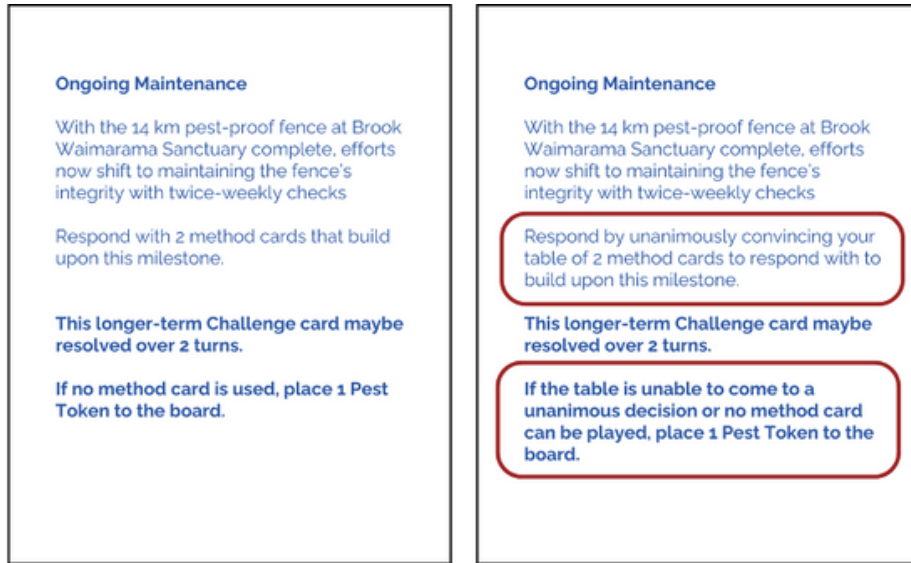 Ongoing Maintenance
With the 14 km pest-proof fence at Brook
Waimarama Sanctuary complete, efforts
now shift to maintaining the fence's
integrity with twice-weekly checks
Respond with 2 method cards that build
upon this milestone.
This longer-term Challenge card maybe
resolved over 2 turns.
If no method card is used, place 1 Pest
Token to the board.
Ongoing Maintenance
With the 14 km pest-proof fence at Brook
Waimarama Sanctuary complete, efforts
now shift to maintaining the fence's
integrity with twice-weekly checks
Respond by unanimously convincing your
table of 2 method cards to respond with to
build upon this milestone.
This longer-term Challenge card maybe
resolved over 2 turns.
If the table is unable to come to a
unanimous decision or no method card
can be played, place 1 Pest Token to the
board.